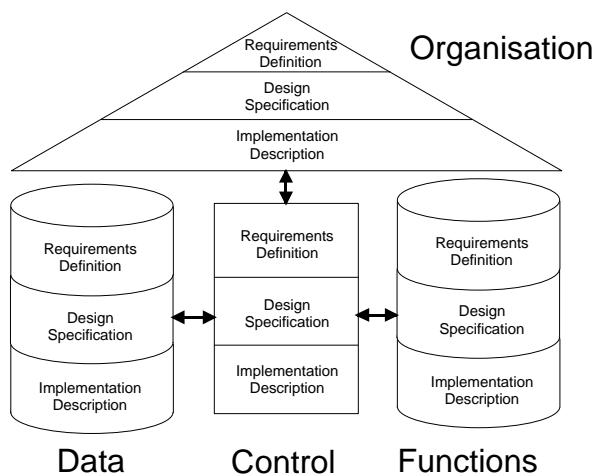 Requirements
Definition
Organisation
Design
Specification
Implementation
Description
Requirements
Definition
Design
Specification
Implementation
Description
Requirements
Definition
Design
Specification
Implementation
Description
Requirements
Definition
Design
Specification
Implementation
Description
Data
Control
Functions